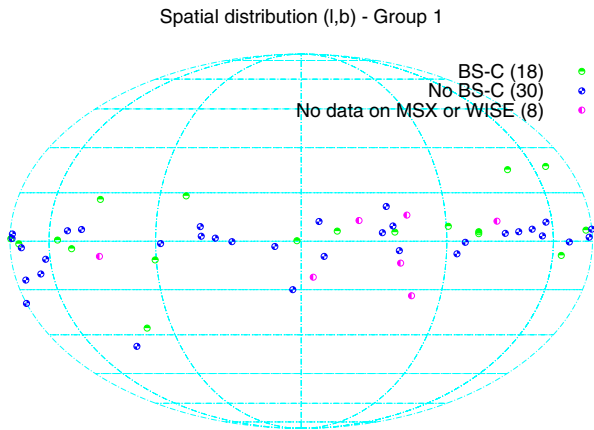 Spatial distribution (l,b) - Group 1
BS-C (18)
No BS-C (30)
No data on MSX or WISE (8)